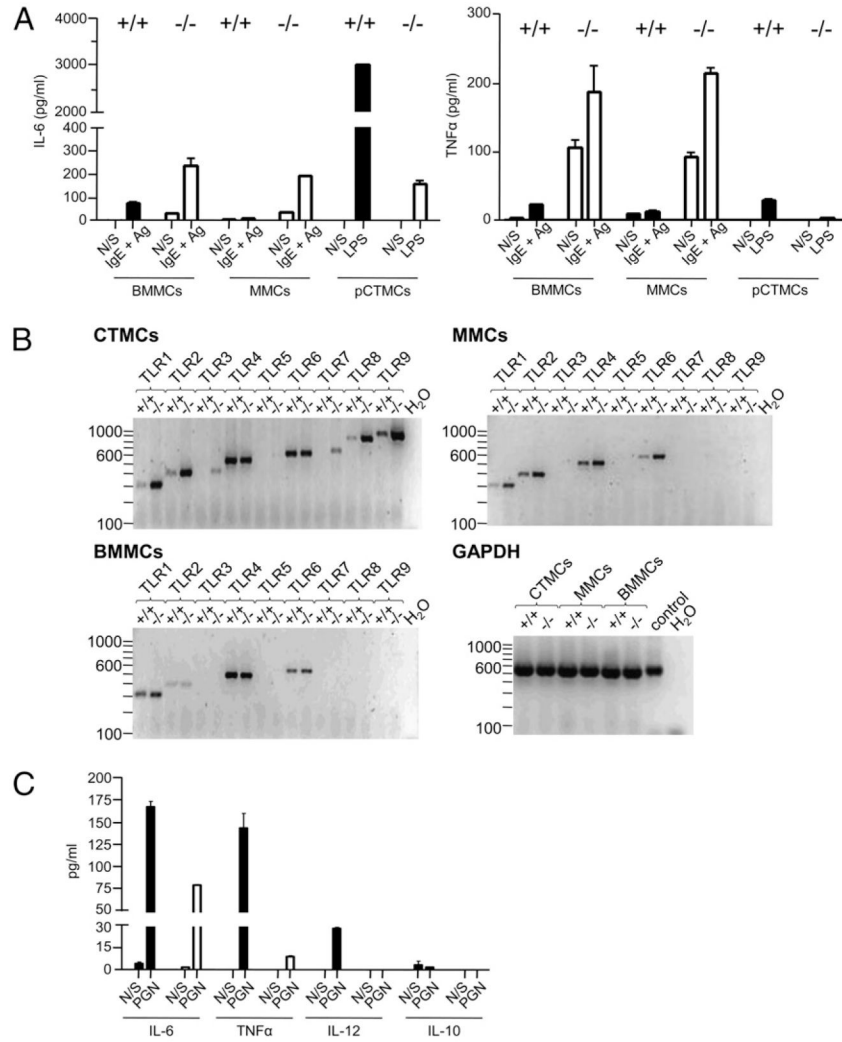 A
+/+ -/- +/+ -/- +/+ -/-
4000
3000
2000
400
300
200
100
0
IL-6 (pg/ml)
N/S IgE + Ag N/S IgE + Ag N/S IgE + Ag N/S IgE + Ag N/S LPS N/S LPS
BMMCs MMCs pCTMCs
+/+ -/- +/+ -/- +/+ -/-
300
200
100
0
TNFα (pg/ml)
N/S IgE + Ag N/S IgE + Ag N/S IgE + Ag N/S IgE + Ag N/S LPS N/S LPS
BMMCs MMCs pCTMCs
B
CTMCs
TLR1 TLR2 TLR3 TLR4 TLR5 TLR6 TLR7 TLR8 TLR9
+/+ -/- +/+ -/- +/+ -/- +/+ -/- +/+ -/- +/+ -/- +/+ -/- +/+ -/- +/+ -/- H2O
1000
600
100
MMCs
TLR1 TLR2 TLR3 TLR4 TLR5 TLR6 TLR7 TLR8 TLR9
+/+ -/- +/+ -/- +/+ -/- +/+ -/- +/+ -/- +/+ -/- +/+ -/- +/+ -/- +/+ -/- H2O
1000
600
100
BMMCs
TLR1 TLR2 TLR3 TLR4 TLR5 TLR6 TLR7 TLR8 TLR9
+/+ -/- +/+ -/- +/+ -/- +/+ -/- +/+ -/- +/+ -/- +/+ -/- +/+ -/- +/+ -/- H2O
1000
600
100
GAPDH
CTMCs MMCs BMMCs control H2O
+/+ -/- +/+ -/- +/+ -/-
1000
600
100
C
200
175
150
125
75
50
30
15
0
pg/ml
N/S PGN N/S PGN N/S PGN N/S PGN N/S PGN N/S PGN N/S PGN N/S PGN
IL-6 TNFα IL-12 IL-10